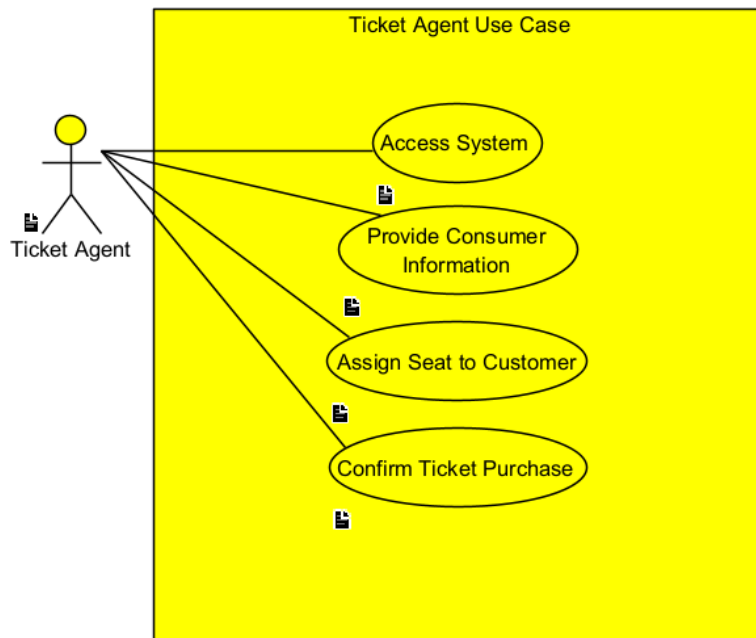 Ticket Agent Use Case
Access System
Provide Consumer
Information
Ticket Agent
Assign Seat to Customer
Confirm Ticket Purchase